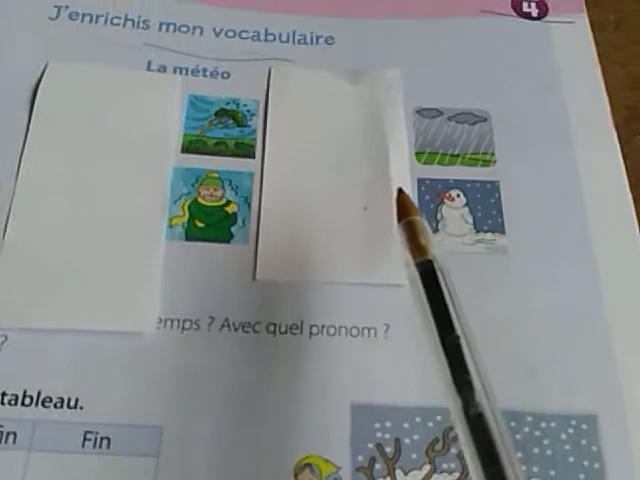 4
J'enrichis mon vocabulaire
La météo
emps ? Avec quel pronom ?
?
tableau.
in
Fin